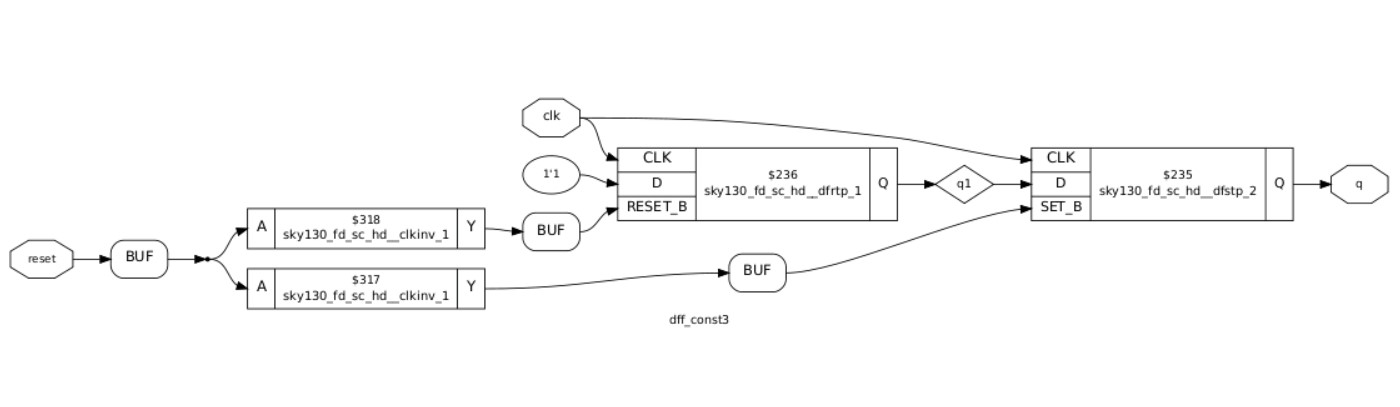 clk
1'1
CLK
D
RESET_B
$236
sky130_fd_sc_hd__dfrtp_1
Q
q1
CLK
D
SET_B
$235
sky130_fd_sc_hd__dfstp_2
Q
q
reset
BUF
A
$318
sky130_fd_sc_hd__clkinv_1
Y
BUF
A
$317
sky130_fd_sc_hd__clkinv_1
Y
BUF
dff_const3